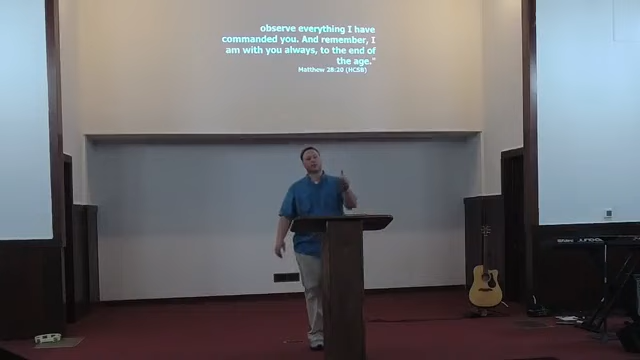 observe everything I have
commanded you. And remember, I
am with you always, to the end of
the age."
Matthew 28:20 (HCSB)